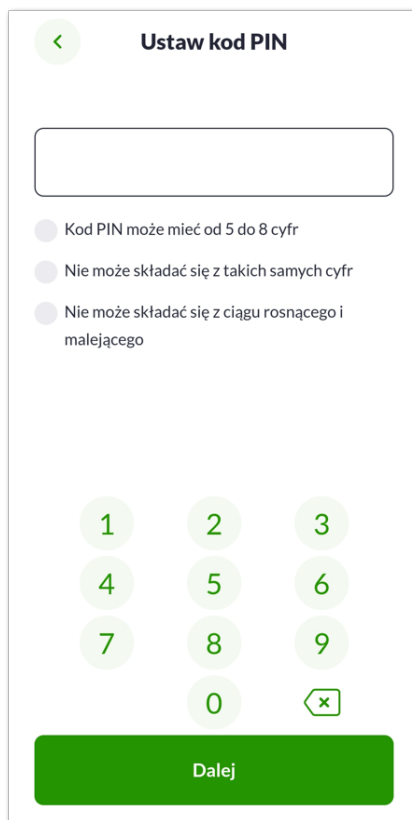 Ustaw kod PIN
Kod PIN może mieć od 5 do 8 cyfr
Nie może składać się z takich samych cyfr
Nie może składać się z ciągu rosnącego i
malejącego
1 2 3
4 5 6
7 8 9
0
Dalej